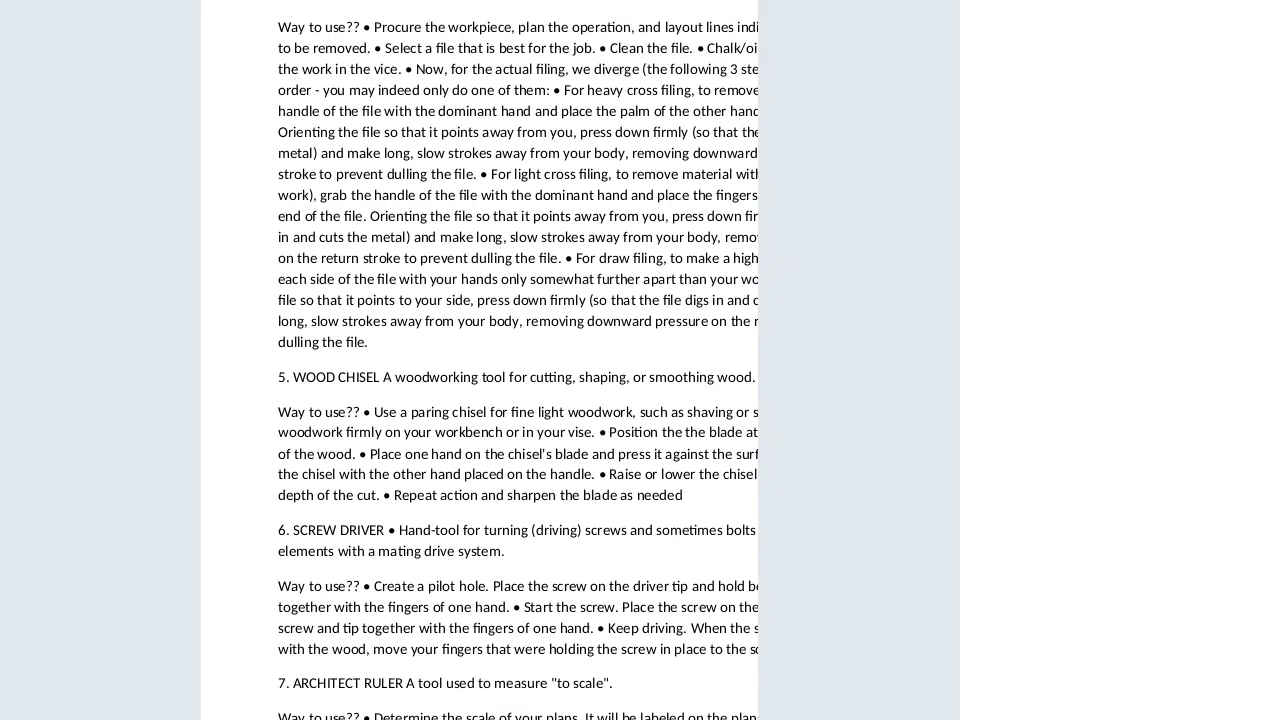 Way to use?? • Procure the workpiece, plan the operation, and layout lines indi
to be removed. • Select a file that is best for the job. • Clean the file. • Chalk/oi
the work in the vice. • Now, for the actual filing, we diverge (the following 3 ste
order - you may indeed only do one of them: • For heavy cross filing, to remove
handle of the file with the dominant hand and place the palm of the other hand
Orienting the file so that it points away from you, press down firmly (so that the
metal) and make long, slow strokes away from your body, removing downward
stroke to prevent dulling the file. • For light cross filing, to remove material with
work), grab the handle of the file with the dominant hand and place the fingers
end of the file. Orienting the file so that it points away from you, press down fir
in and cuts the metal) and make long, slow strokes away from your body, remov
on the return stroke to prevent dulling the file. • For draw filing, to make a high
each side of the file with your hands only somewhat further apart than your wo
file so that it points to your side, press down firmly (so that the file digs in and c
long, slow strokes away from your body, removing downward pressure on the r
dulling the file.
5. WOOD CHISEL A woodworking tool for cutting, shaping, or smoothing wood.
Way to use?? • Use a paring chisel for fine light woodwork, such as shaving or s
woodwork firmly on your workbench or in your vise. • Position the the blade at
of the wood. • Place one hand on the chisel's blade and press it against the surf
the chisel with the other hand placed on the handle. • Raise or lower the chisel
depth of the cut. • Repeat action and sharpen the blade as needed
6. SCREW DRIVER • Hand-tool for turning (driving) screws and sometimes bolts
elements with a mating drive system.
Way to use?? • Create a pilot hole. Place the screw on the driver tip and hold bo
together with the fingers of one hand. • Start the screw. Place the screw on the
screw and tip together with the fingers of one hand. • Keep driving. When the s
with the wood, move your fingers that were holding the screw in place to the sc
7. ARCHITECT RULER A tool used to measure "to scale".
Way to use?? • Determine the scale of your plans. It will be labeled on the plan